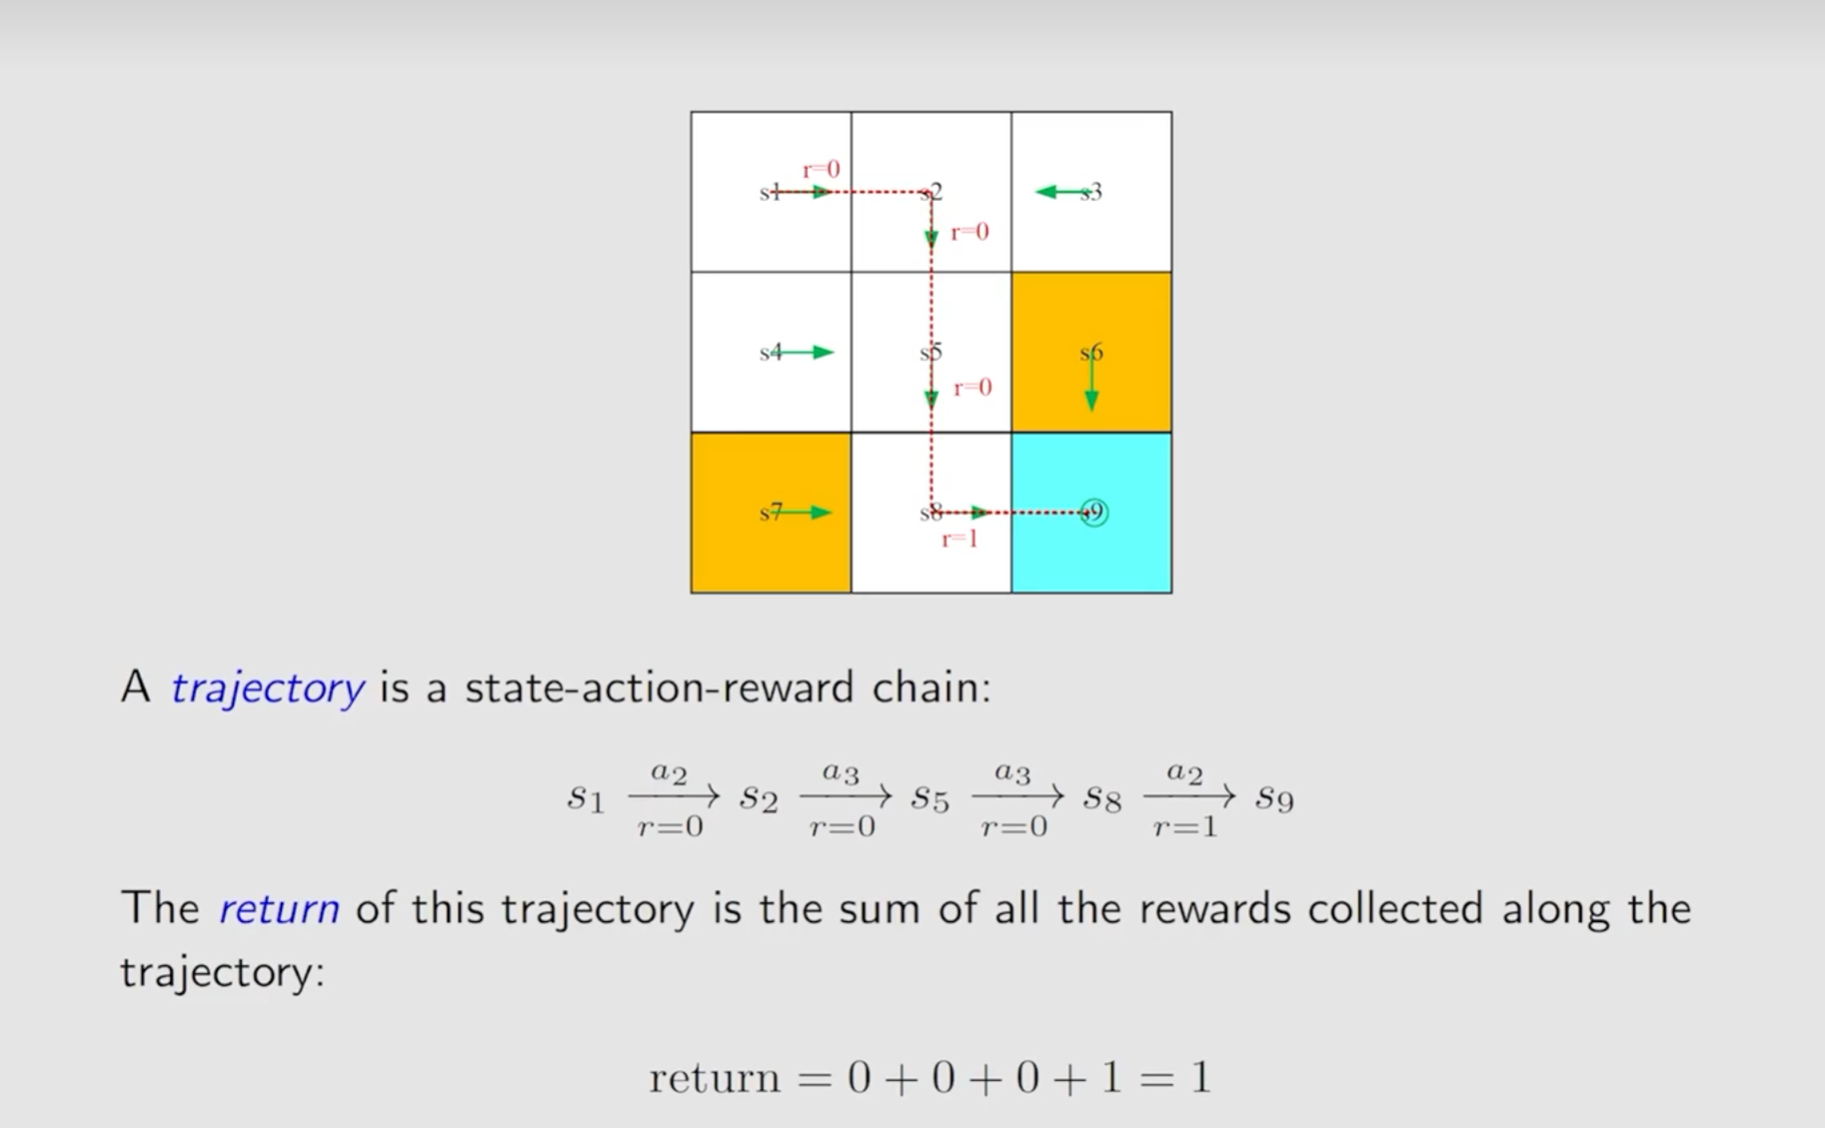 r=0
s1 s2 s3
r=0
s4 s5 s6
r=0
s7 s8 s9
r=1
A trajectory is a state-action-reward chain:
a₂ a₃ a₃ a₂
s₁ → s₂ → s₅ → s₈ → s₉
r=0 r=0 r=0 r=1
The return of this trajectory is the sum of all the rewards collected along the
trajectory:
return = 0 + 0 + 0 + 1 = 1